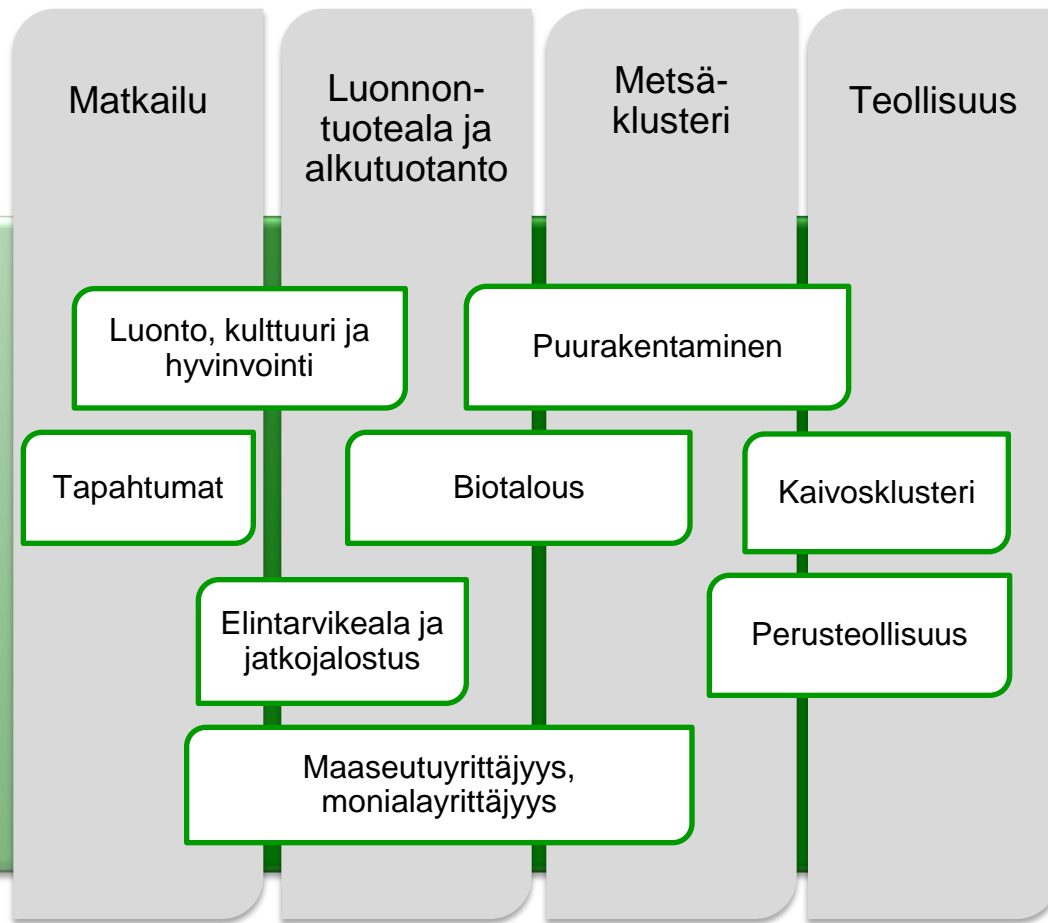 Matkailu
Luonnon-
tuoteala ja
alkutuotanto
Metsä-
klusteri
Teollisuus
Luonto, kulttuuri ja
hyvinvointi
Puurakentaminen
Tapahtumat
Biotalous
Kaivosklusteri
Elintarvikeala ja
jatkojalostus
Perusteollisuus
Maaseutuyrittäjyys,
monialayrittäjyys